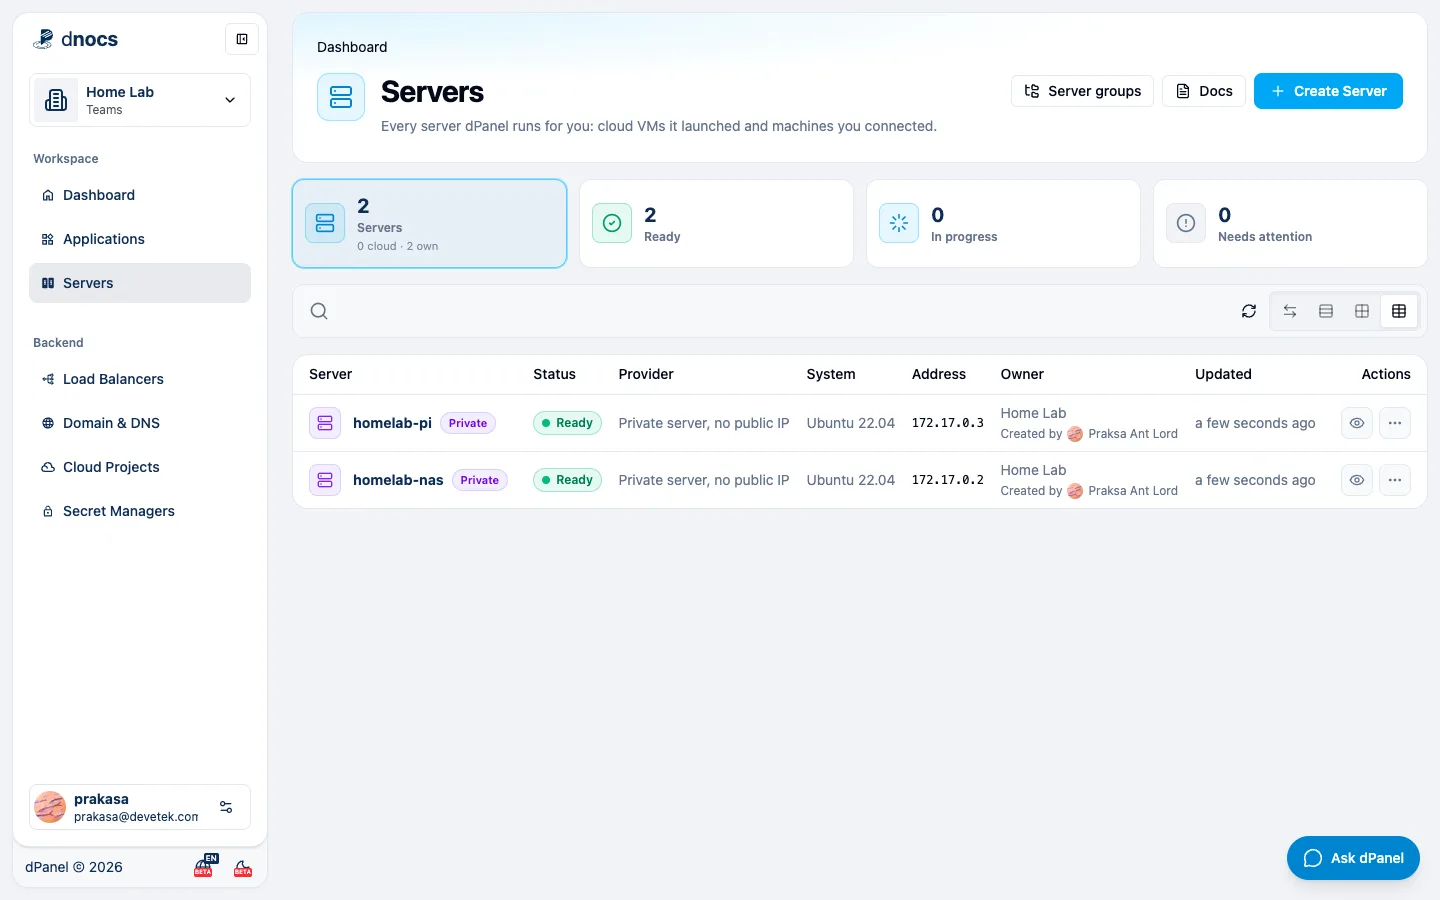 dnocs
Home Lab
Teams
Workspace
Dashboard
Applications
Servers
Backend
Load Balancers
Domain & DNS
Cloud Projects
Secret Managers
prakasa
prakasa@devetek.com
dPanel © 2026
EN
BETA
BETA
Dashboard
Servers
Every server dPanel runs for you: cloud VMs it launched and machines you connected.
Server groups
Docs
Create Server
2
Servers
0 cloud · 2 own
2
Ready
0
In progress
0
Needs attention
Server Status Provider System Address Owner Updated Actions
homelab-pi Private Ready Private server, no public IP Ubuntu 22.04 172.17.0.3 Home Lab a few seconds ago
Created by Praksa Ant Lord
homelab-nas Private Ready Private server, no public IP Ubuntu 22.04 172.17.0.2 Home Lab a few seconds ago
Created by Praksa Ant Lord
Ask dPanel